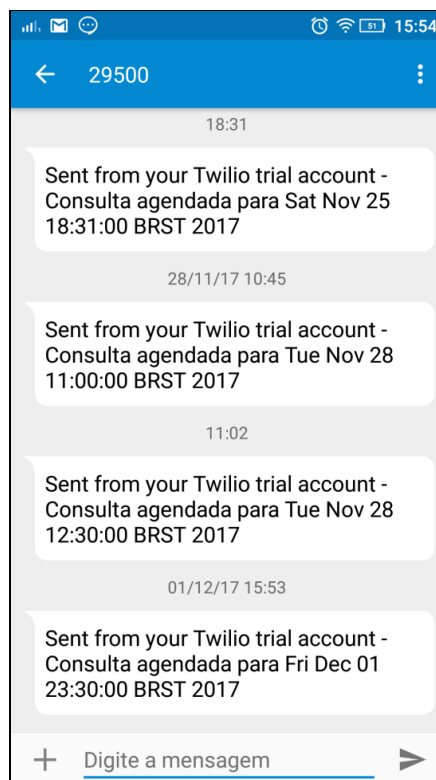 51 15:54
29500
18:31
Sent from your Twilio trial account -
Consulta agendada para Sat Nov 25
18:31:00 BRST 2017
28/11/17 10:45
Sent from your Twilio trial account -
Consulta agendada para Tue Nov 28
11:00:00 BRST 2017
11:02
Sent from your Twilio trial account -
Consulta agendada para Tue Nov 28
12:30:00 BRST 2017
01/12/17 15:53
Sent from your Twilio trial account -
Consulta agendada para Fri Dec 01
23:30:00 BRST 2017
Digite a mensagem